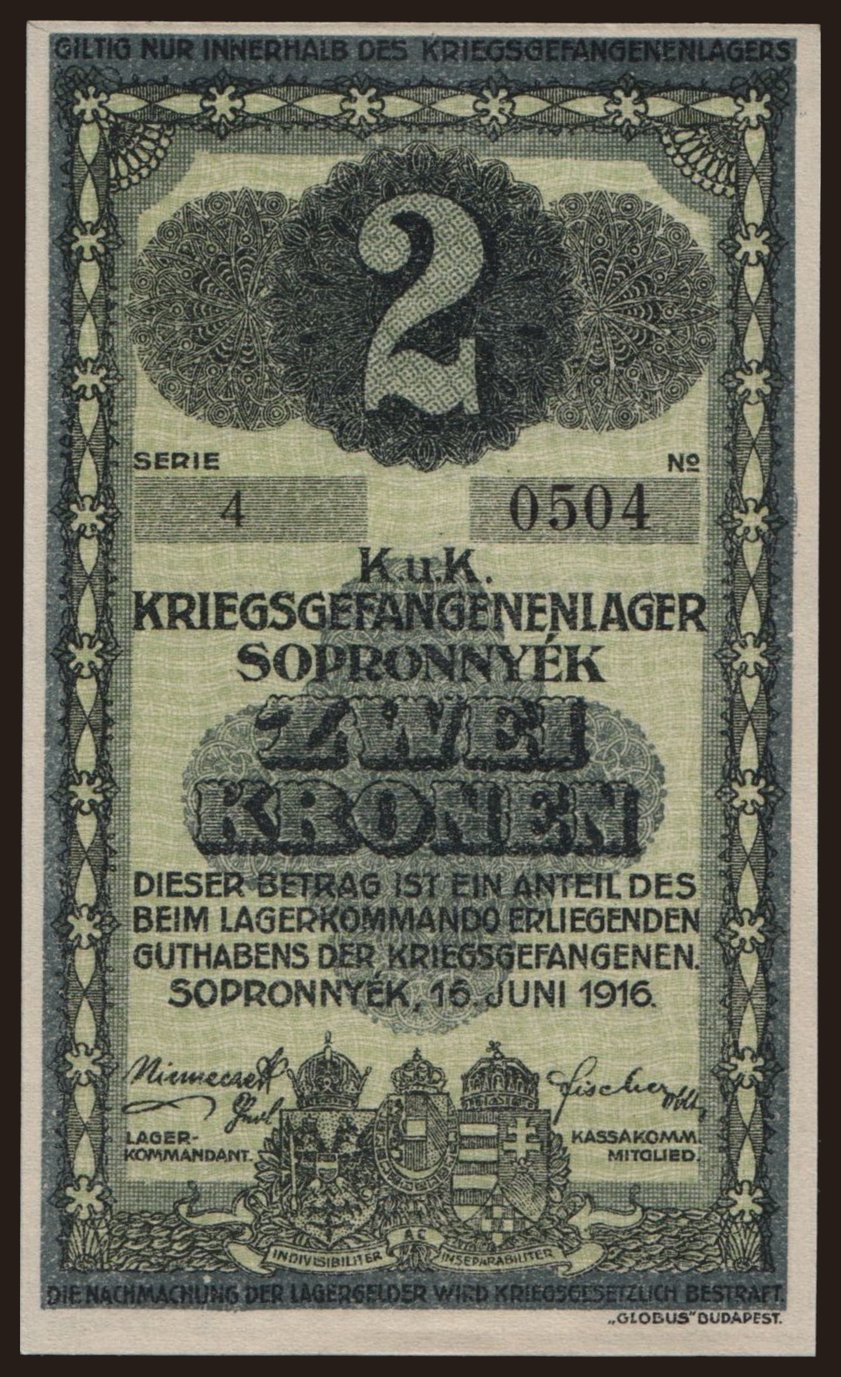 GILTIG NUR INNERHALB DES KRIEGSGEFANGENENLAGERS
2
SERIE Nº
4 0504
K.u.K.
KRIEGSGEFANGENENLAGER
SOPRONNYÉK
ZWEI
KRONEN
DIESER BETRAG IST EIN ANTEIL DES
BEIM LAGERKOMMANDO ERLIEGENDEN
GUTHABENS DER KRIEGSGEFANGENEN.
SOPRONNYÉK, 16. JUNI 1916.
Fischer
LAGER-
KOMMANDANT.
KASSAKOMM.
MITGLIED.
INDIVISIBILITER AC INSEPARABILITER
DIE NACHMACHUNG DER LAGERGELDER WIRD KRIEGSGESETZLICH BESTRAFT.
„GLOBUS" BUDAPEST.